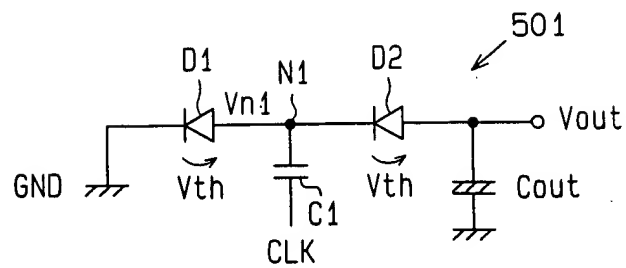 501
D1
Vn1
N1
D2
Vout
GND
Vth
C1
Vth
Cout
CLK